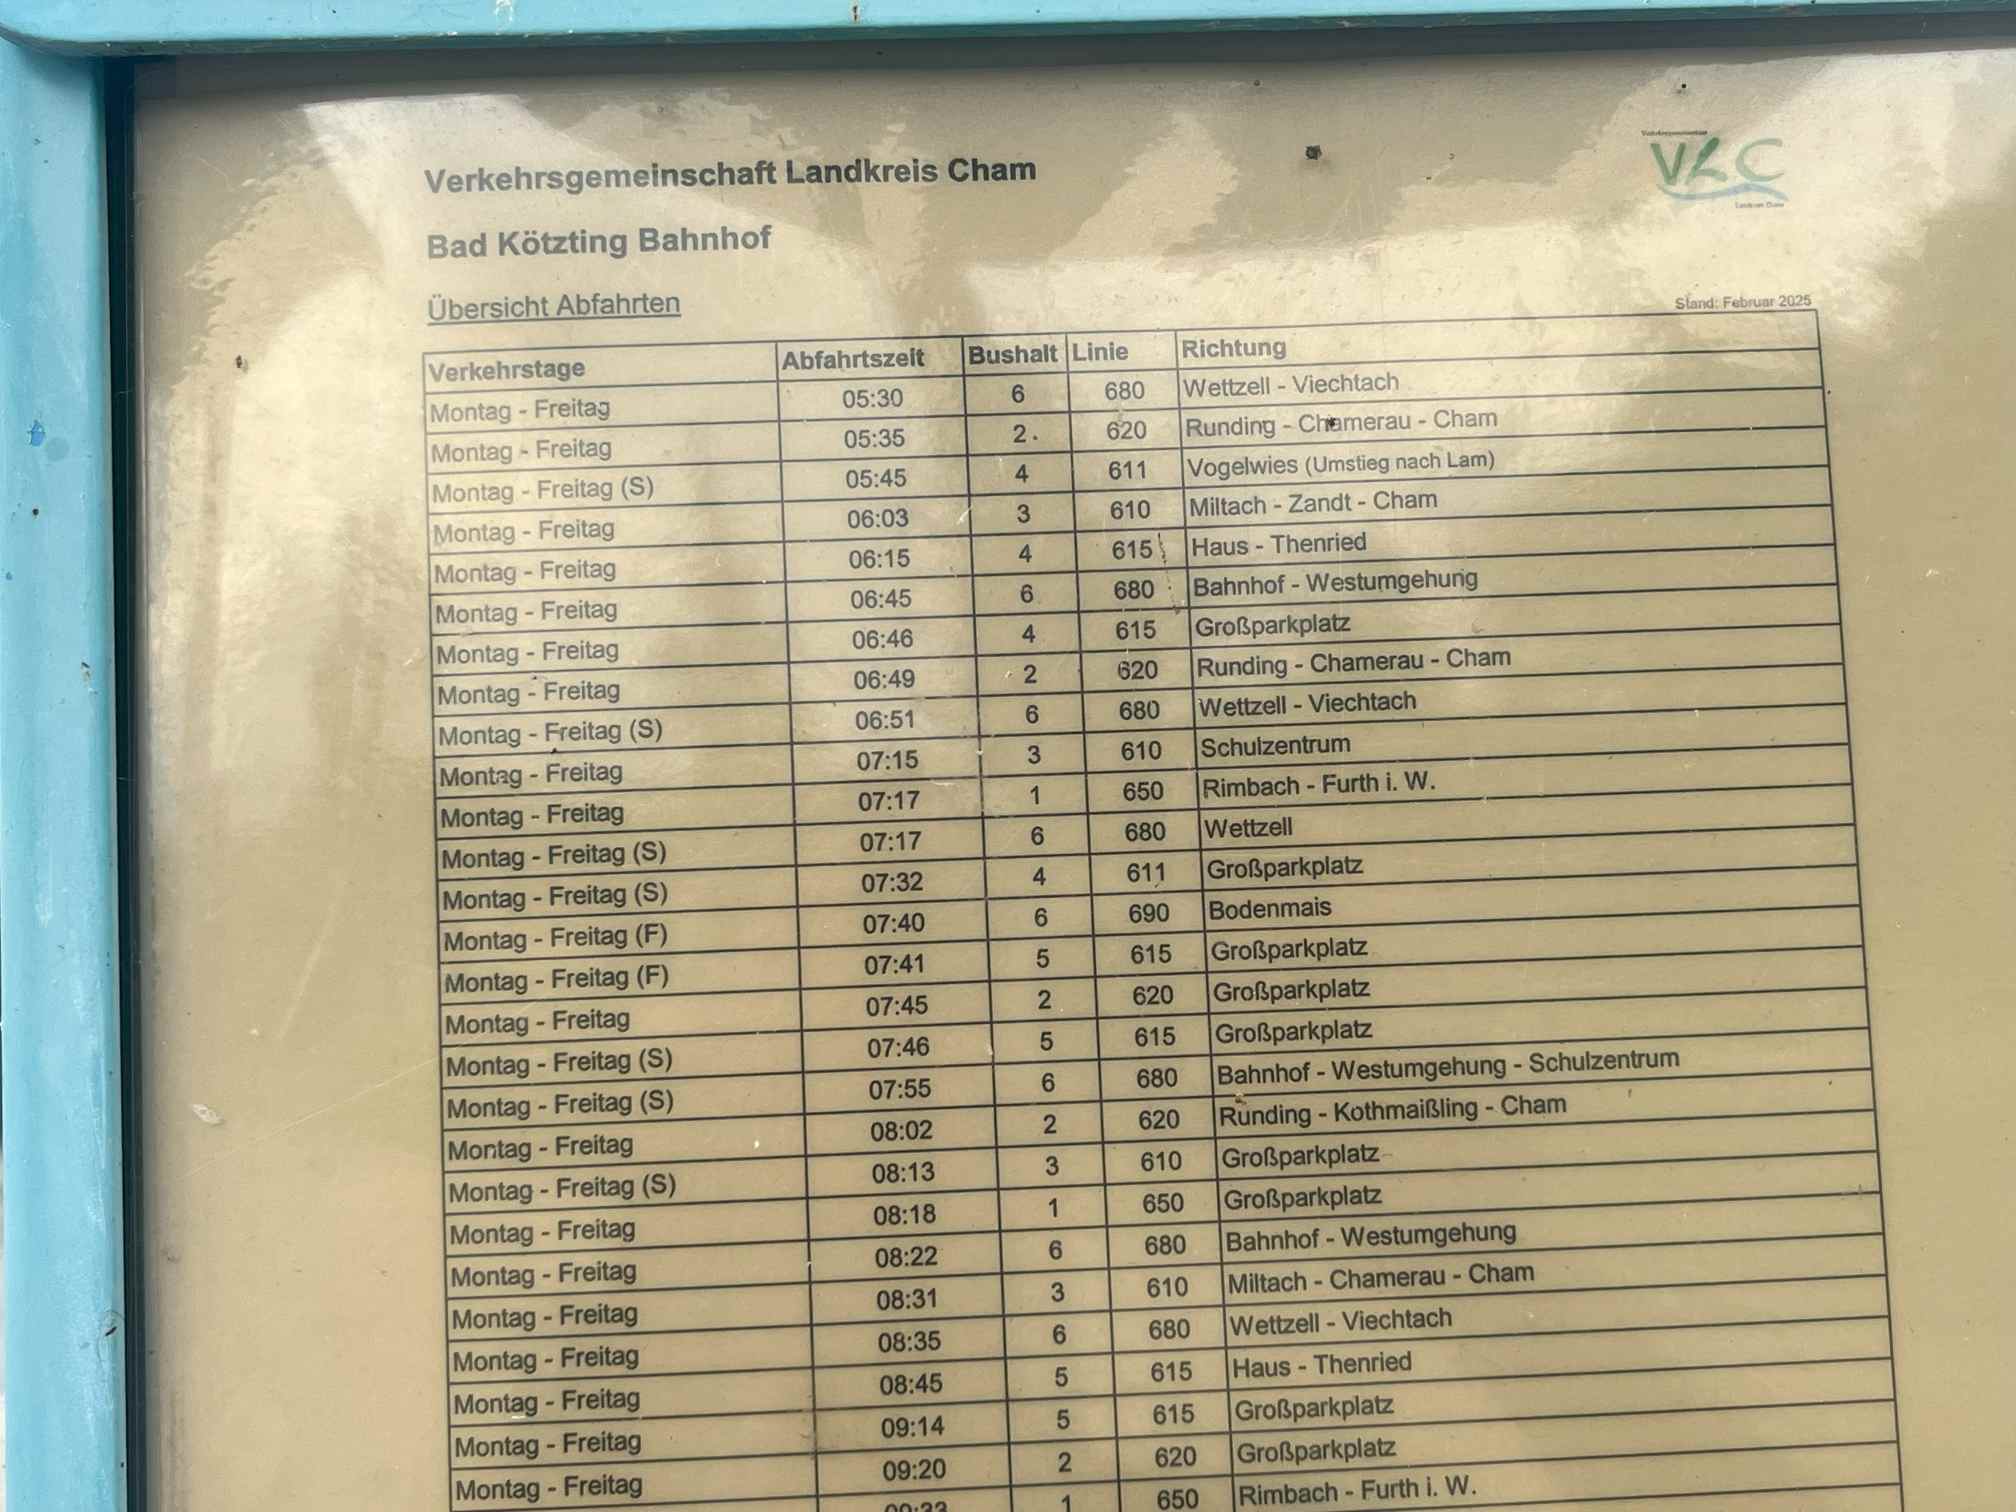 Verkehrsgemeinschaft Landkreis Cham
VLC
Bad Kötzting Bahnhof
Übersicht Abfahrten
Stand: Februar 2025
Verkehrstage Abfahrtszeit Bushalt Linie Richtung
Montag - Freitag 05:30 6 680 Wettzell - Viechtach
Montag - Freitag 05:35 2 620 Runding - Chamerau - Cham
Montag - Freitag (S) 05:45 4 611 Vogelwies (Umstieg nach Lam)
Montag - Freitag 06:03 3 610 Miltach - Zandt - Cham
Montag - Freitag 06:15 4 615 Haus - Thenried
Montag - Freitag 06:45 6 680 Bahnhof - Westumgehung
Montag - Freitag 06:46 4 615 Großparkplatz
Montag - Freitag 06:49 2 620 Runding - Chamerau - Cham
Montag - Freitag (S) 06:51 6 680 Wettzell - Viechtach
Montag - Freitag 07:15 3 610 Schulzentrum
Montag - Freitag 07:17 1 650 Rimbach - Furth i. W.
Montag - Freitag (S) 07:17 6 680 Wettzell
Montag - Freitag (S) 07:32 4 611 Großparkplatz
Montag - Freitag (F) 07:40 6 690 Bodenmais
Montag - Freitag (F) 07:41 5 615 Großparkplatz
Montag - Freitag 07:45 2 620 Großparkplatz
Montag - Freitag (S) 07:46 5 615 Großparkplatz
Montag - Freitag (S) 07:55 6 680 Bahnhof - Westumgehung - Schulzentrum
Montag - Freitag 08:02 2 620 Runding - Kothmaißling - Cham
Montag - Freitag (S) 08:13 3 610 Großparkplatz
Montag - Freitag 08:18 1 650 Großparkplatz
Montag - Freitag 08:22 6 680 Bahnhof - Westumgehung
Montag - Freitag 08:31 3 610 Miltach - Chamerau - Cham
Montag - Freitag 08:35 6 680 Wettzell - Viechtach
Montag - Freitag 08:45 5 615 Haus - Thenried
Montag - Freitag 09:14 5 615 Großparkplatz
Montag - Freitag 09:20 2 620 Großparkplatz
1 650 Rimbach - Furth i. W.